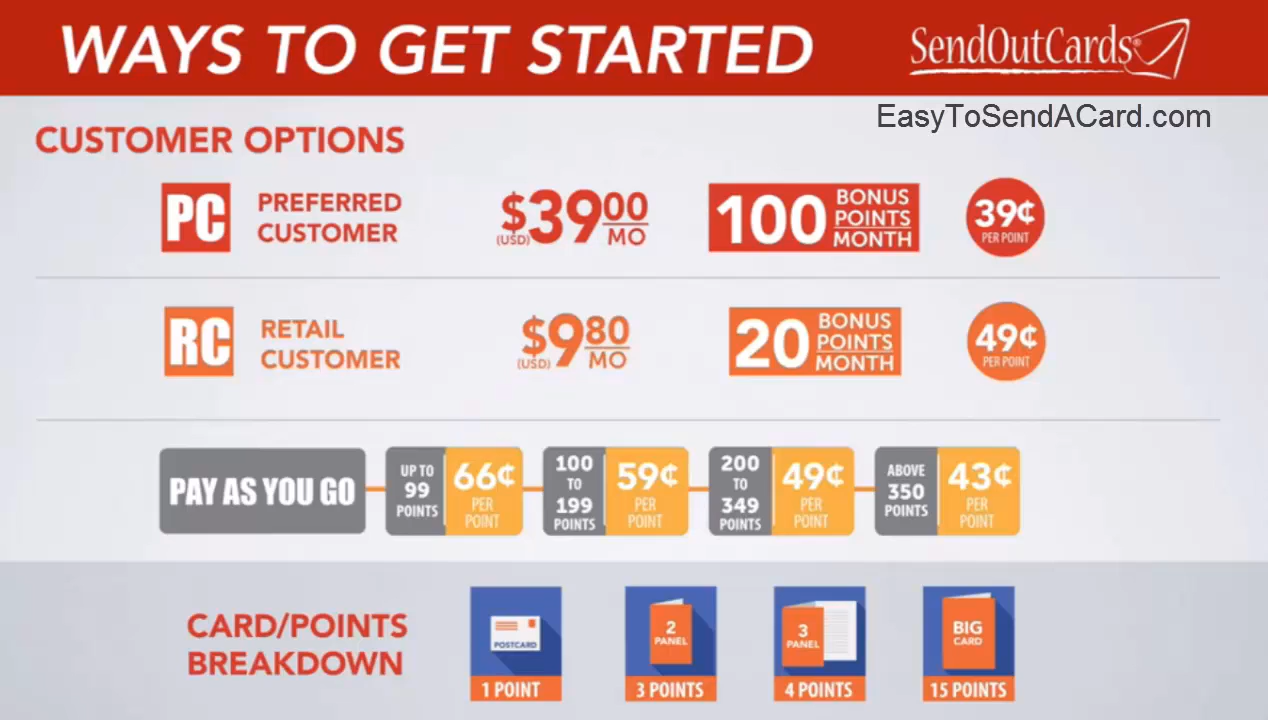 WAYS TO GET STARTED
SendOutCards®
EasyToSendACard.com
CUSTOMER OPTIONS
PC
PREFERRED
CUSTOMER
$39.00
(USD) MO
100
BONUS
POINTS
MONTH
39¢
PER POINT
RC
RETAIL
CUSTOMER
$9.80
(USD) MO
20
BONUS
POINTS
MONTH
49¢
PER POINT
PAY AS YOU GO
UP TO
99
POINTS
66¢
PER
POINT
100
TO
199
POINTS
59¢
PER
POINT
200
TO
349
POINTS
49¢
PER
POINT
ABOVE
350
POINTS
43¢
PER
POINT
CARD/POINTS
BREAKDOWN
POSTCARD
1 POINT
2
PANEL
3 POINTS
3
PANEL
4 POINTS
BIG
CARD
15 POINTS